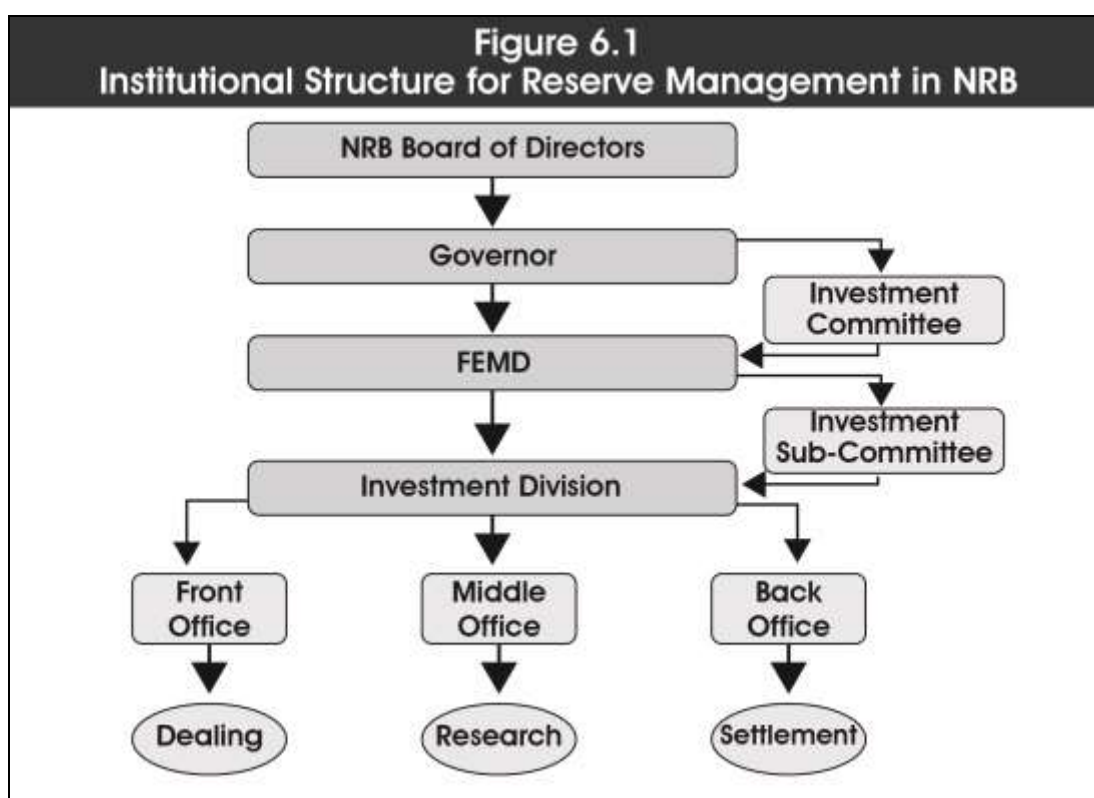 Figure 6.1
Institutional Structure for Reserve Management in NRB
NRB Board of Directors
Governor
Investment
Committee
FEMD
Investment
Sub-Committee
Investment Division
Front
Office
Middle
Office
Back
Office
Dealing
Research
Settlement